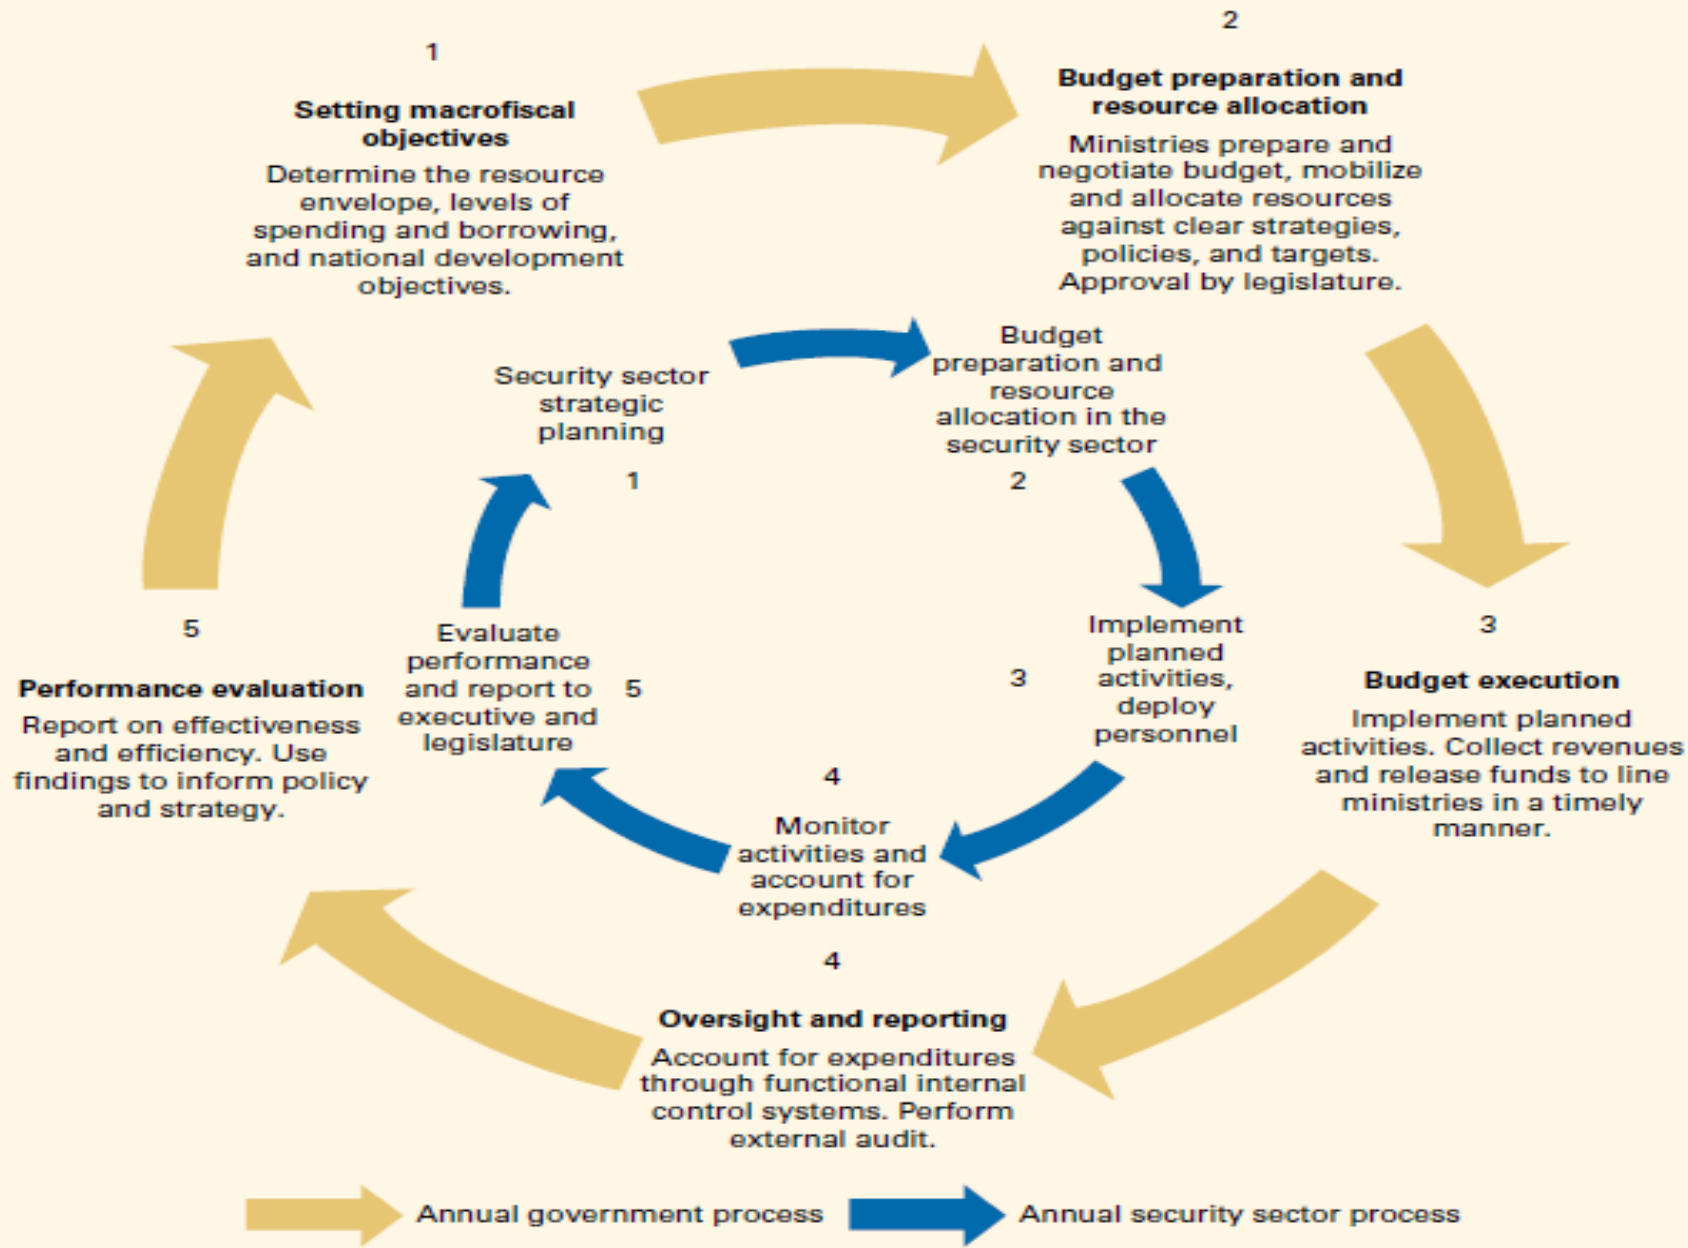 1
Setting macrofiscal
objectives
Determine the resource
envelope, levels of
spending and borrowing,
and national development
objectives.
2
Budget preparation and
resource allocation
Ministries prepare and
negotiate budget, mobilize
and allocate resources
against clear strategies,
policies, and targets.
Approval by legislature.
Security sector
strategic
planning
1
Budget
preparation and
resource
allocation in the
security sector
2
5
Performance evaluation
Report on effectiveness
and efficiency. Use
findings to inform policy
and strategy.
Evaluate
performance
and report to
executive and
legislature
5
3
Implement
planned
activities,
deploy
personnel
3
Budget execution
Implement planned
activities. Collect revenues
and release funds to line
ministries in a timely
manner.
4
Monitor
activities and
account for
expenditures
4
Oversight and reporting
Account for expenditures
through functional internal
control systems. Perform
external audit.
Annual government process
Annual security sector process